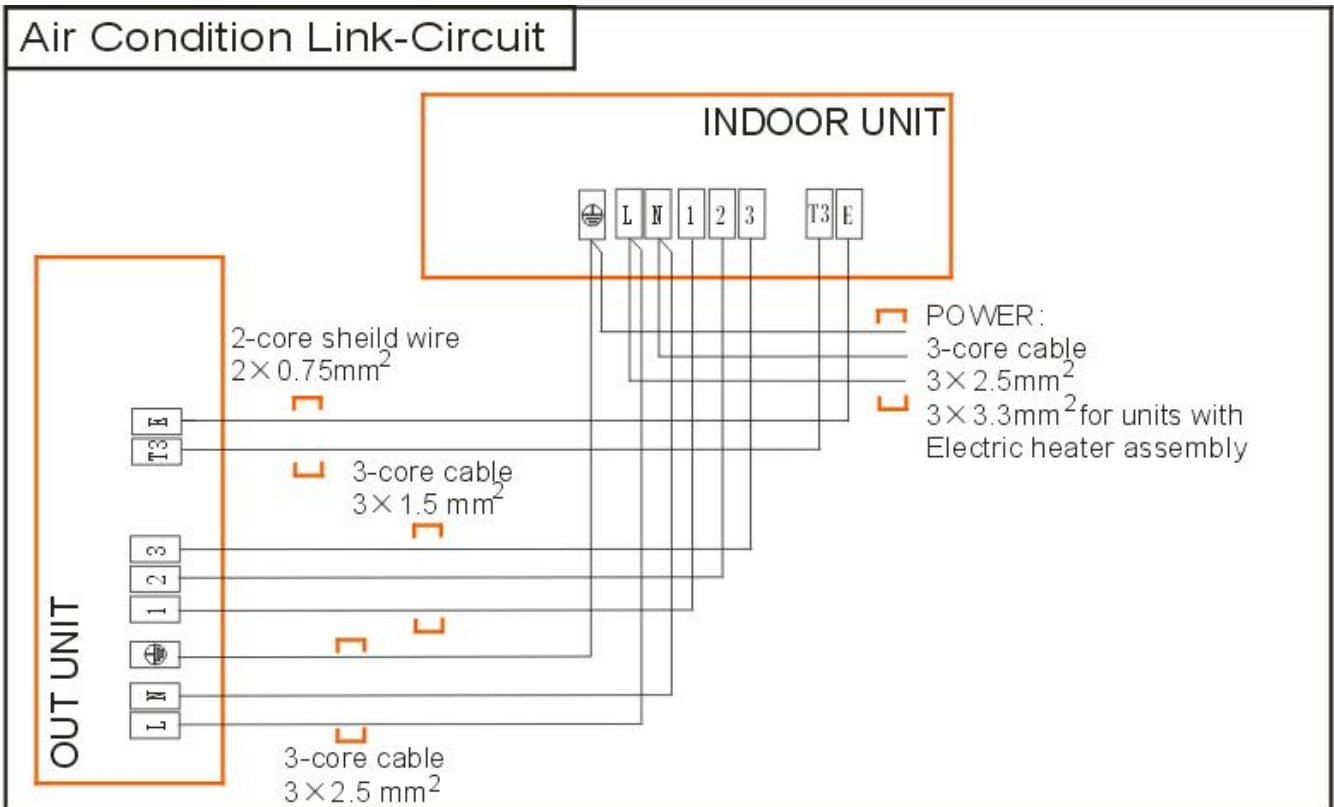 Air Condition Link-Circuit
INDOOR UNIT
L N 1 2 3 T3 E
POWER:
3-core cable
3×2.5mm²
3×3.3mm² for units with
Electric heater assembly
2-core sheild wire
2×0.75mm²
E
T3
3-core cable
3×1.5 mm²
3
2
1
N
L
OUT UNIT
3-core cable
3×2.5 mm²